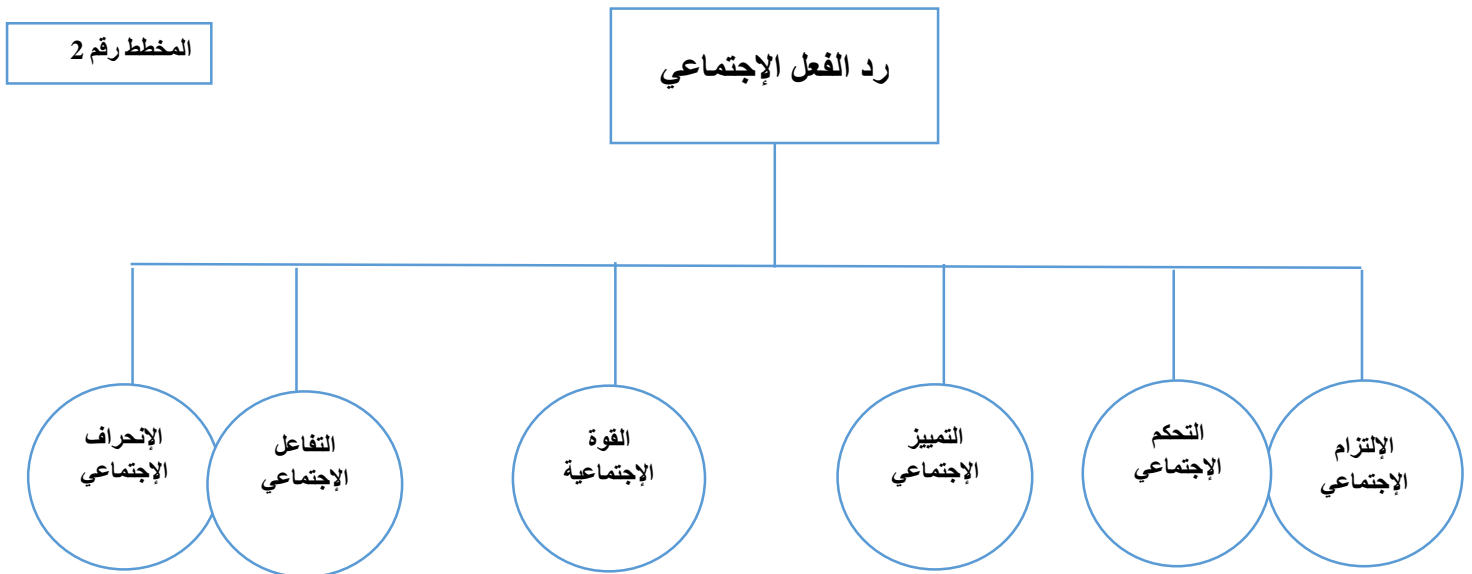 المخطط رقم 2
رد الفعل الإجتماعي
الإلتزام
الإجتماعي
التحكم
الإجتماعي
التمييز
الإجتماعي
القوة
الإجتماعية
التفاعل
الإجتماعي
الإنحراف
الإجتماعي